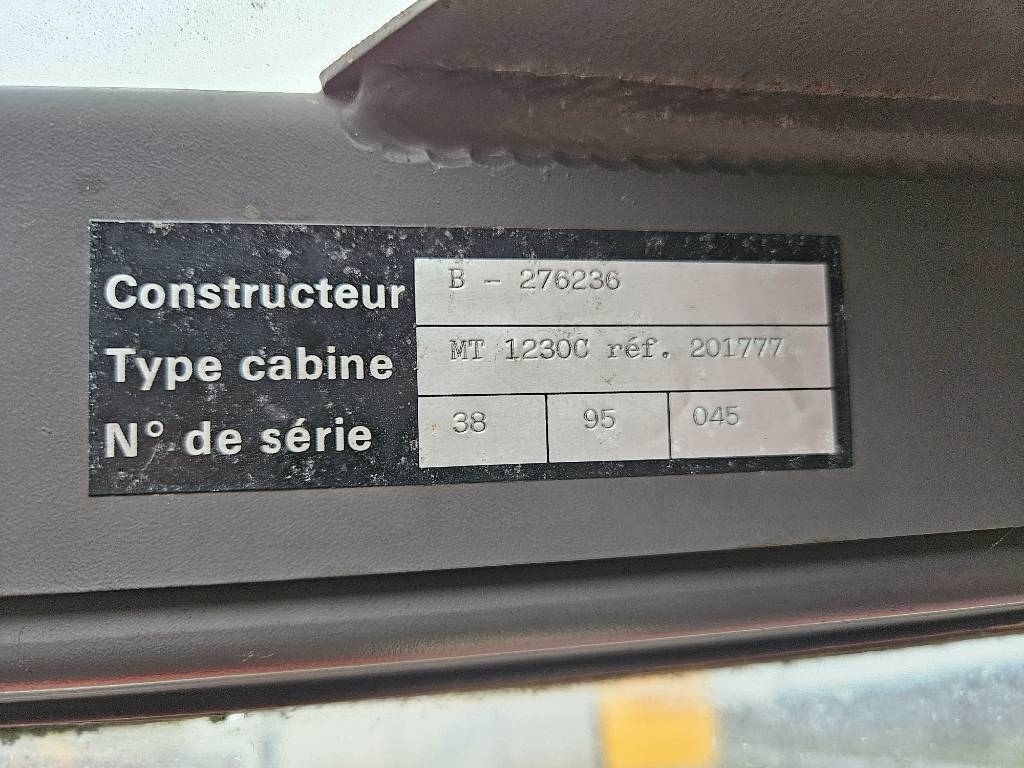 Constructeur B - 276236
Type cabine MT 1230C réf. 201777
N° de série 38 95 045